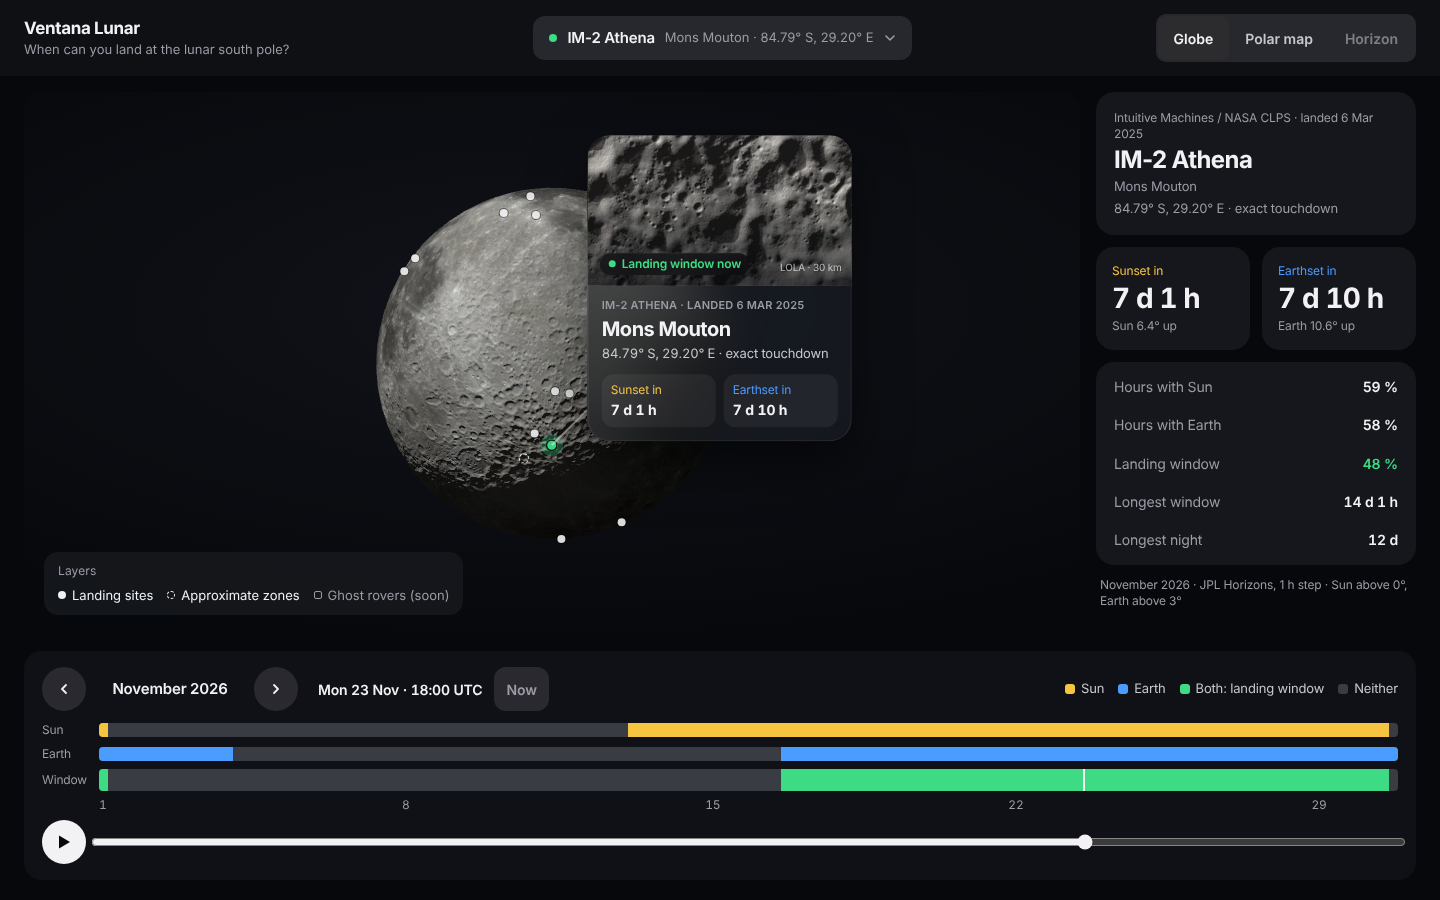 Ventana Lunar
When can you land at the lunar south pole?
IM-2 Athena Mons Mouton · 84.79° S, 29.20° E
Globe Polar map Horizon
Landing window now
LOLA · 30 km
IM-2 ATHENA · LANDED 6 MAR 2025
Mons Mouton
84.79° S, 29.20° E · exact touchdown
Sunset in Earthset in
7 d 1 h 7 d 10 h
Layers
Landing sites Approximate zones Ghost rovers (soon)
Intuitive Machines / NASA CLPS · landed 6 Mar
2025
IM-2 Athena
Mons Mouton
84.79° S, 29.20° E · exact touchdown
Sunset in
7 d 1 h
Sun 6.4° up
Earthset in
7 d 10 h
Earth 10.6° up
Hours with Sun 59 %
Hours with Earth 58 %
Landing window 48 %
Longest window 14 d 1 h
Longest night 12 d
November 2026 · JPL Horizons, 1 h step · Sun above 0°,
Earth above 3°
November 2026 Mon 23 Nov · 18:00 UTC Now
Sun Earth Both: landing window Neither
Sun
Earth
Window
1 8 15 22 29